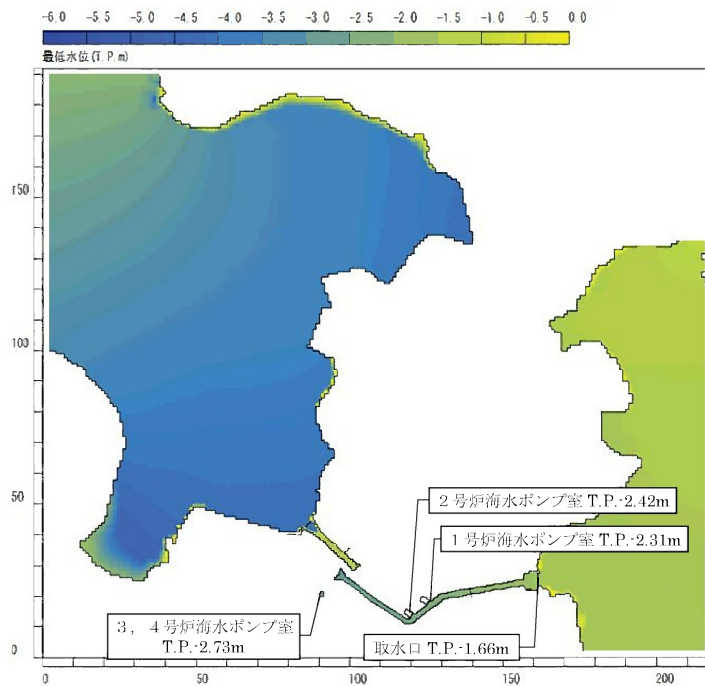 -6.0 -5.5 -5.0 -4.5 -4.0 -3.5 -3.0 -2.5 -2.0 -1.5 -1.0 -0.5 0.0
最低水位(T.P.m)
150
100
50
0
2号炉海水ポンプ室 T.P.-2.42m
1号炉海水ポンプ室 T.P.-2.31m
3，4号炉海水ポンプ室
T.P.-2.73m
取水口 T.P.-1.66m
0 50 100 150 200